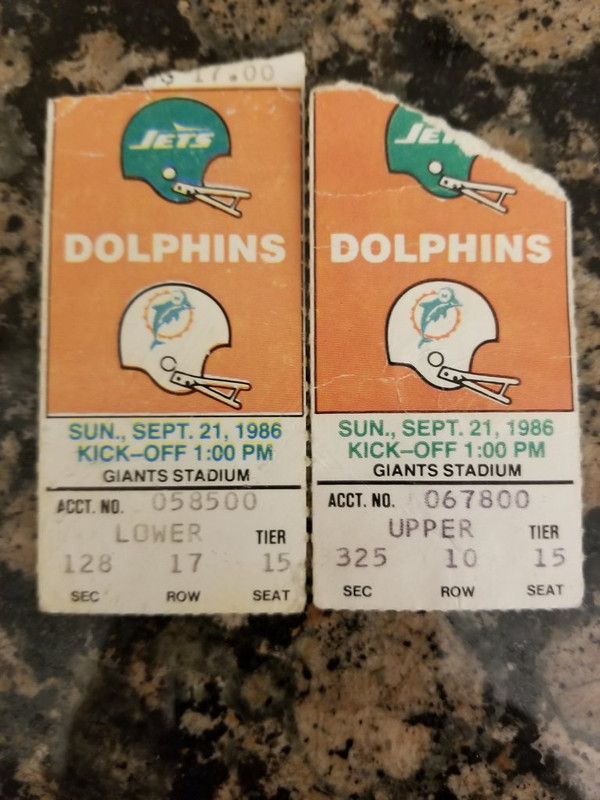 $ 17.00
JETS
DOLPHINS
SUN., SEPT. 21, 1986
KICK–OFF 1:00 PM
GIANTS STADIUM
ACCT. NO. 058500
LOWER TIER
128 17 15
SEC ROW SEAT
JET
DOLPHINS
SUN., SEPT. 21, 1986
KICK–OFF 1:00 PM
GIANTS STADIUM
ACCT. NO. 067800
UPPER TIER
325 10 15
SEC ROW SEAT